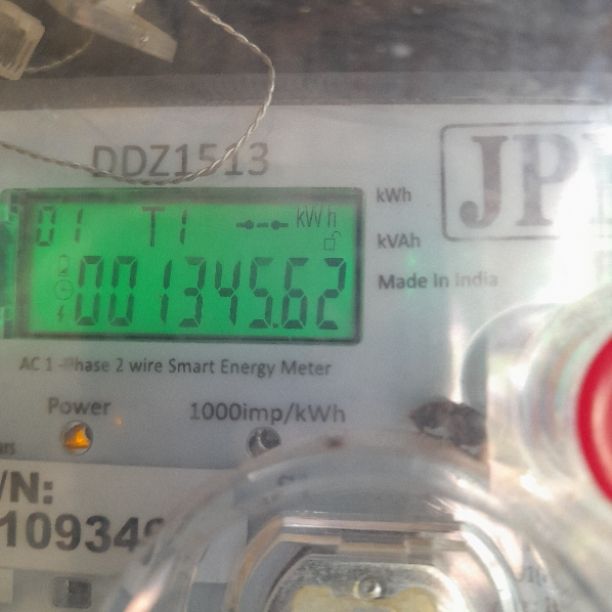 DDZ1513
JP
01 T1 kWh
001345.62
kWh
kVAh
Made In India
AC 1 -Phase 2 wire Smart Energy Meter
Power 1000imp/kWh
/N:
109349